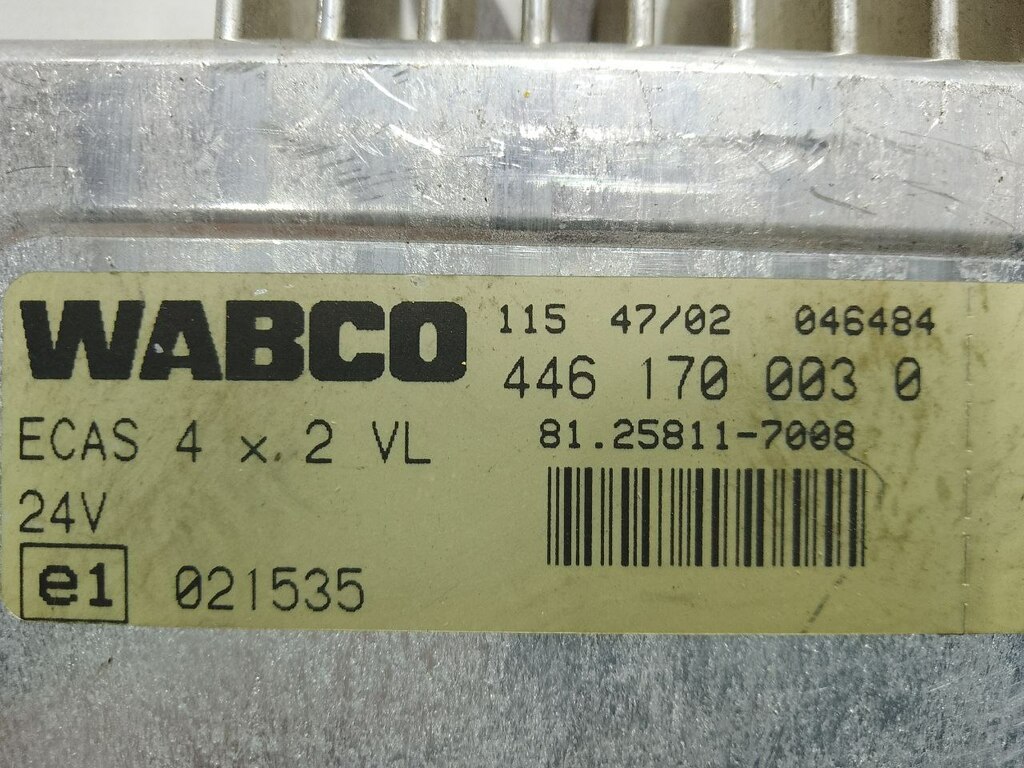 WABCO 115 47/02 046484
446 170 003 0
ECAS 4 x 2 VL 81.25811-7008
24V
e1 021535